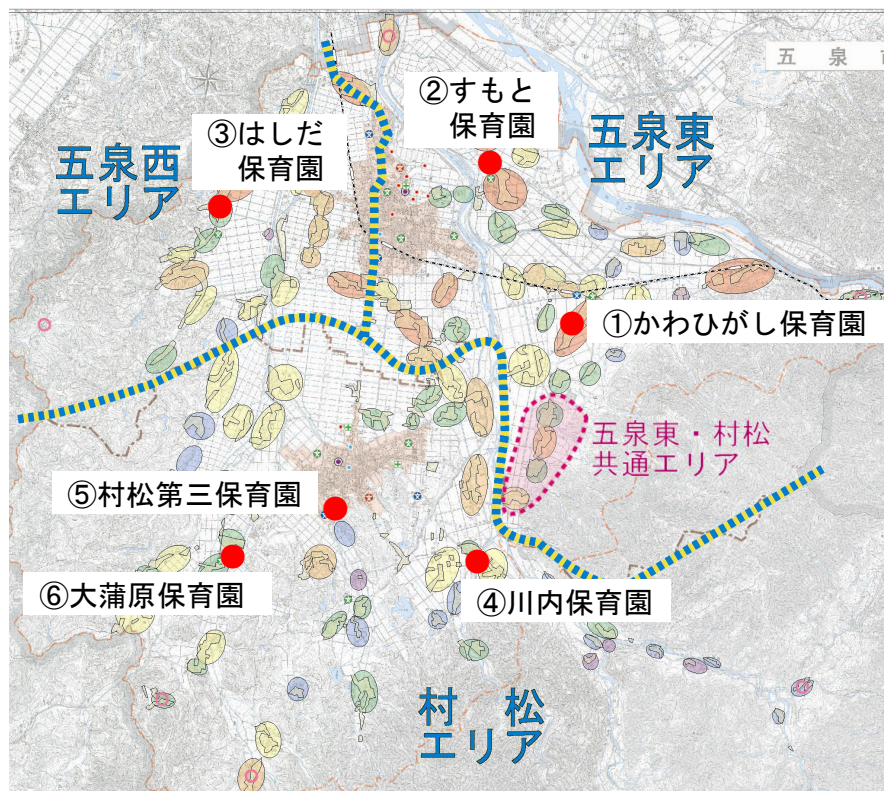 五 泉 市
②すもと
保育園
五泉東
エリア
③はしだ
保育園
五泉西
エリア
①かわひがし保育園
五泉東・村松
共通エリア
⑤村松第三保育園
⑥大蒲原保育園
④川内保育園
村 松
エリア